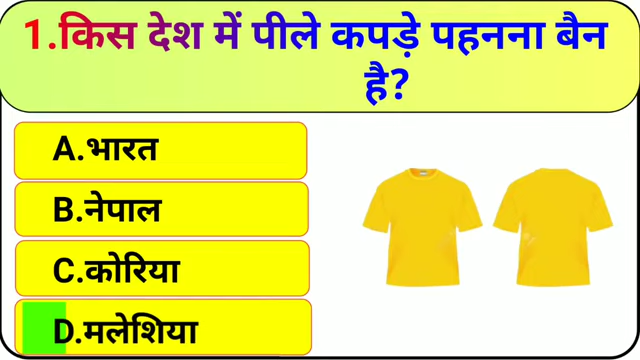 1.किस देश में पीले कपड़े पहनना बैन
है?
A.भारत
B.नेपाल
C.कोरिया
D.मलेशिया